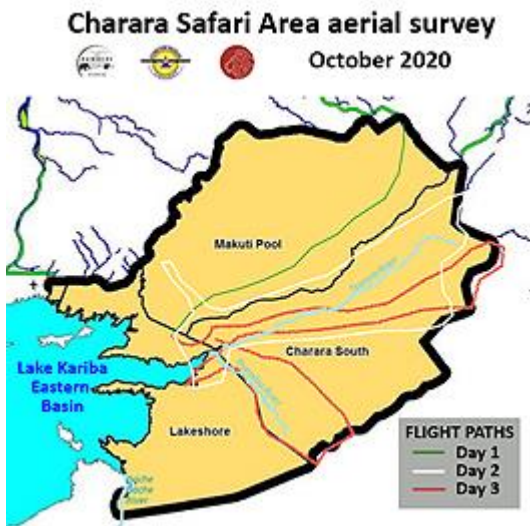 Charara Safari Area aerial survey
October 2020
Makuti Pool
Charara South
Lake Kariba
Eastern
Basin
Lakeshore
River
FLIGHT PATHS
Day 1
Day 2
Day 3